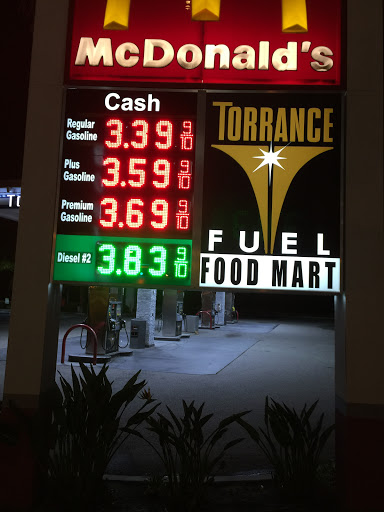 McDonald's
Cash
Regular Gasoline 3.39 9/10
Plus Gasoline 3.59 9/10
Premium Gasoline 3.69 9/10
Diesel #2 3.83 9/10
TORRANCE
FUEL
FOOD MART